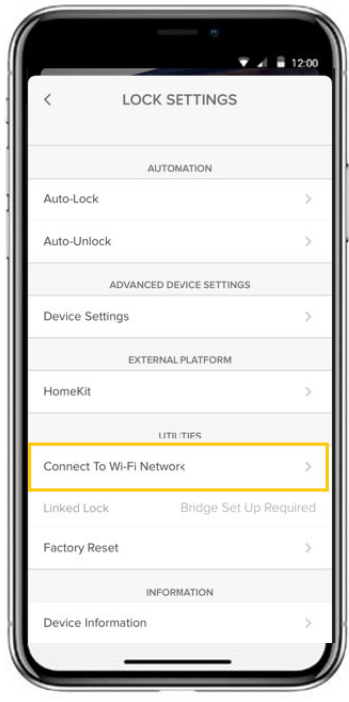 12:00
LOCK SETTINGS
AUTOMATION
Auto-Lock
Auto-Unlock
ADVANCED DEVICE SETTINGS
Device Settings
EXTERNAL PLATFORM
HomeKit
UTILITIES
Connect To Wi-Fi Network
Linked Lock Bridge Set Up Required
Factory Reset
INFORMATION
Device Information